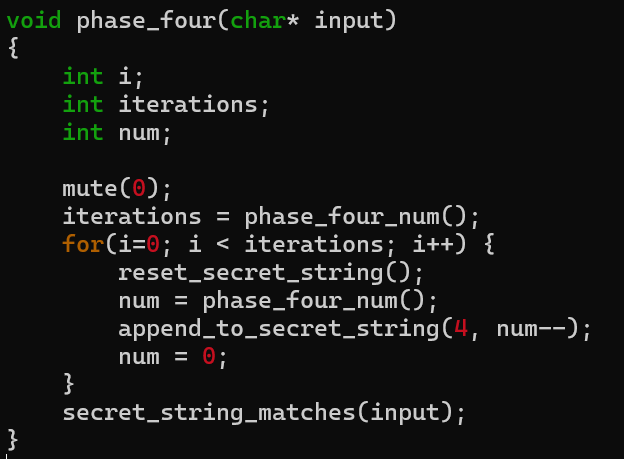 void phase_four(char* input)
{
    int i;
    int iterations;
    int num;

    mute(0);
    iterations = phase_four_num();
    for(i=0; i < iterations; i++) {
        reset_secret_string();
        num = phase_four_num();
        append_to_secret_string(4, num--);
        num = 0;
    }
    secret_string_matches(input);
}